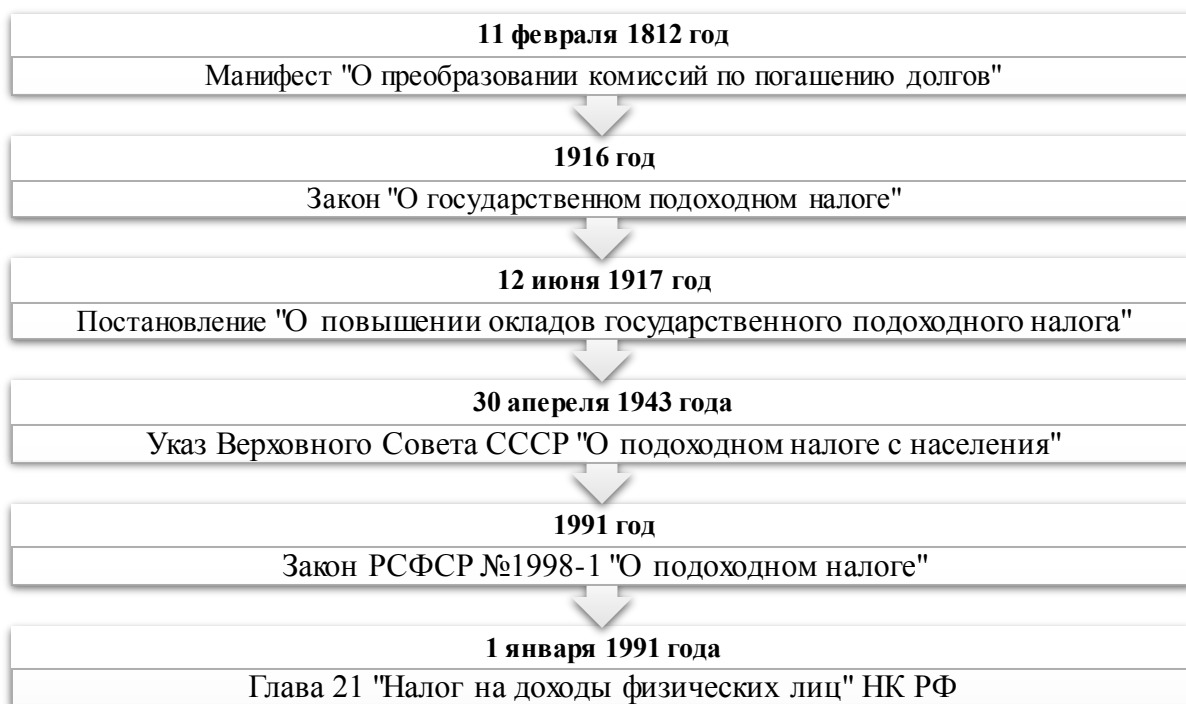 11 февраля 1812 год
Манифест "О преобразовании комиссий по погашению долгов"
1916 год
Закон "О государственном подоходном налоге"
12 июня 1917 год
Постановление "О повышении окладов государственного подоходного налога"
30 апереля 1943 года
Указ Верховного Совета СССР "О подоходном налоге с населения"
1991 год
Закон РСФСР №1998-1 "О подоходном налоге"
1 января 1991 года
Глава 21 "Налог на доходы физических лиц" НК РФ